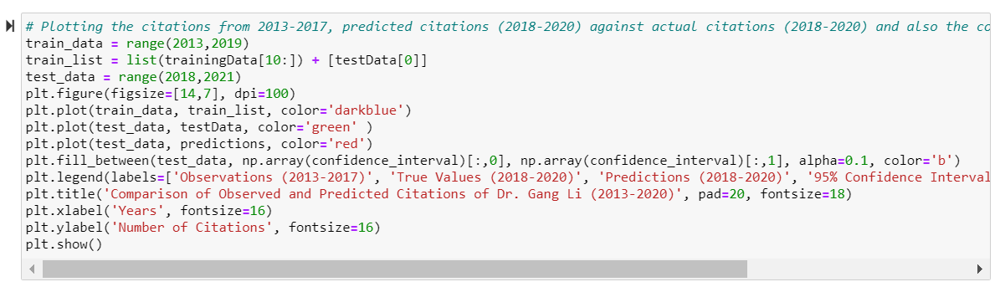 # Plotting the citations from 2013-2017, predicted citations (2018-2020) against actual citations (2018-2020) and also the co
train_data = range(2013,2019)
train_list = list(trainingData[10:]) + [testData[0]]
test_data = range(2018,2021)
plt.figure(figsize=[14,7], dpi=100)
plt.plot(train_data, train_list, color='darkblue')
plt.plot(test_data, testData, color='green' )
plt.plot(test_data, predictions, color='red')
plt.fill_between(test_data, np.array(confidence_interval)[:,0], np.array(confidence_interval)[:,1], alpha=0.1, color='b')
plt.legend(labels=['Observations (2013-2017)', 'True Values (2018-2020)', 'Predictions (2018-2020)', '95% Confidence Interval
plt.title('Comparison of Observed and Predicted Citations of Dr. Gang Li (2013-2020)', pad=20, fontsize=18)
plt.xlabel('Years', fontsize=16)
plt.ylabel('Number of Citations', fontsize=16)
plt.show()